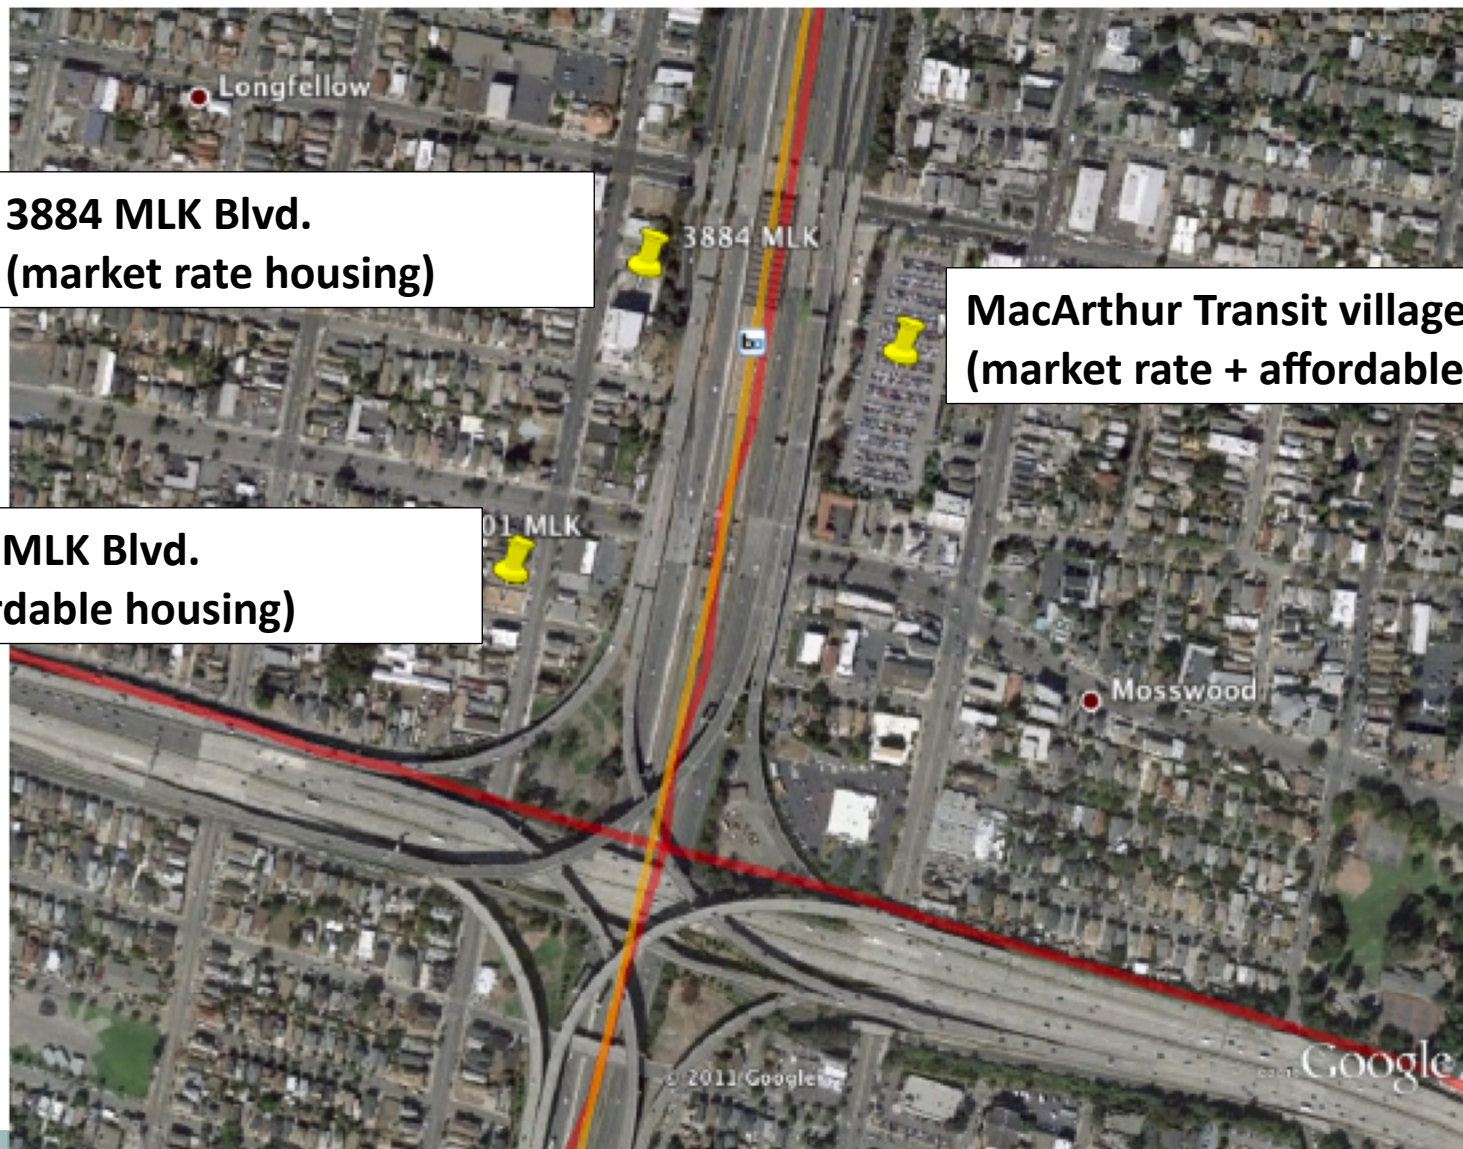 Longfellow
3884 MLK Blvd.
(market rate housing)
3884 MLK
MacArthur Transit village
(market rate + affordable
01 MLK
MLK Blvd.
rdable housing)
Mosswood
© 2011 Google
Google